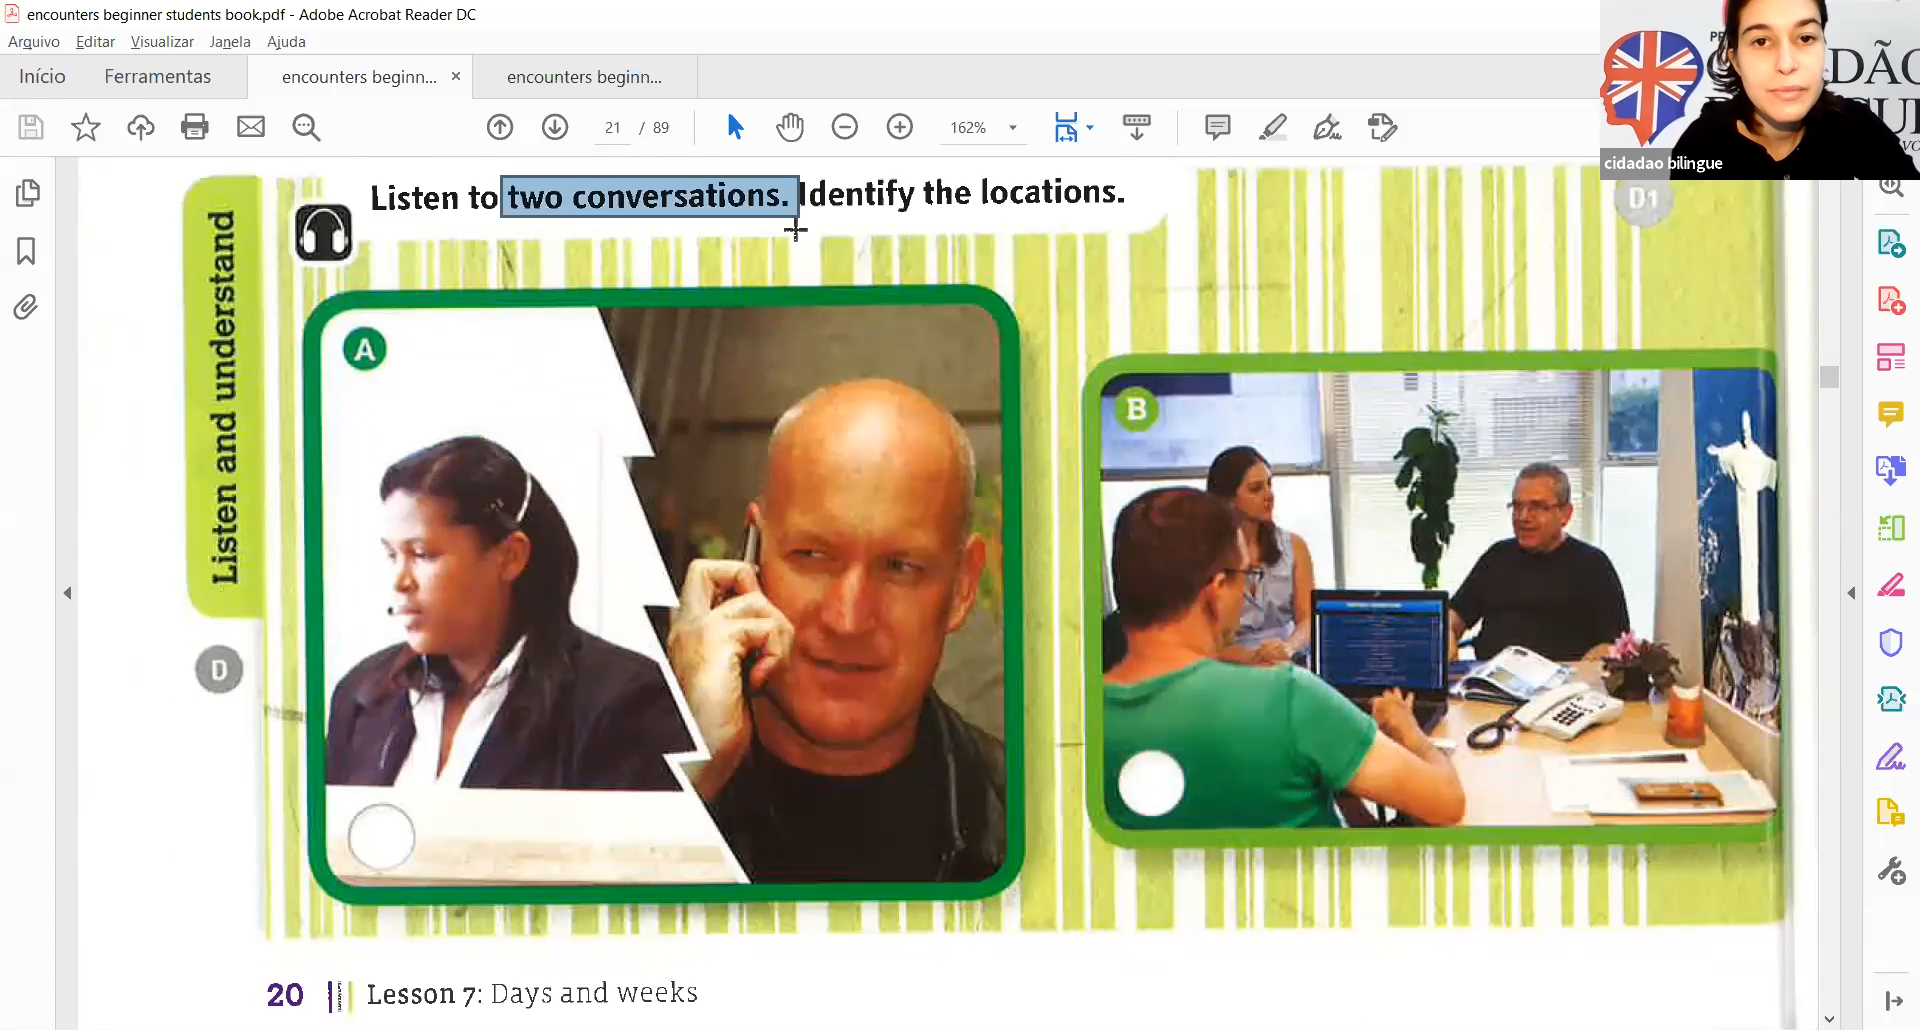 encounters beginner students book.pdf - Adobe Acrobat Reader DC
Arquivo Editar Visualizar Janela Ajuda
Início Ferramentas encounters beginn... × encounters beginn...
21 / 89 162%
cidadao bilingue
Listen to two conversations. Identify the locations.
D1
Listen and understand
A
B
D
20 Lesson 7: Days and weeks